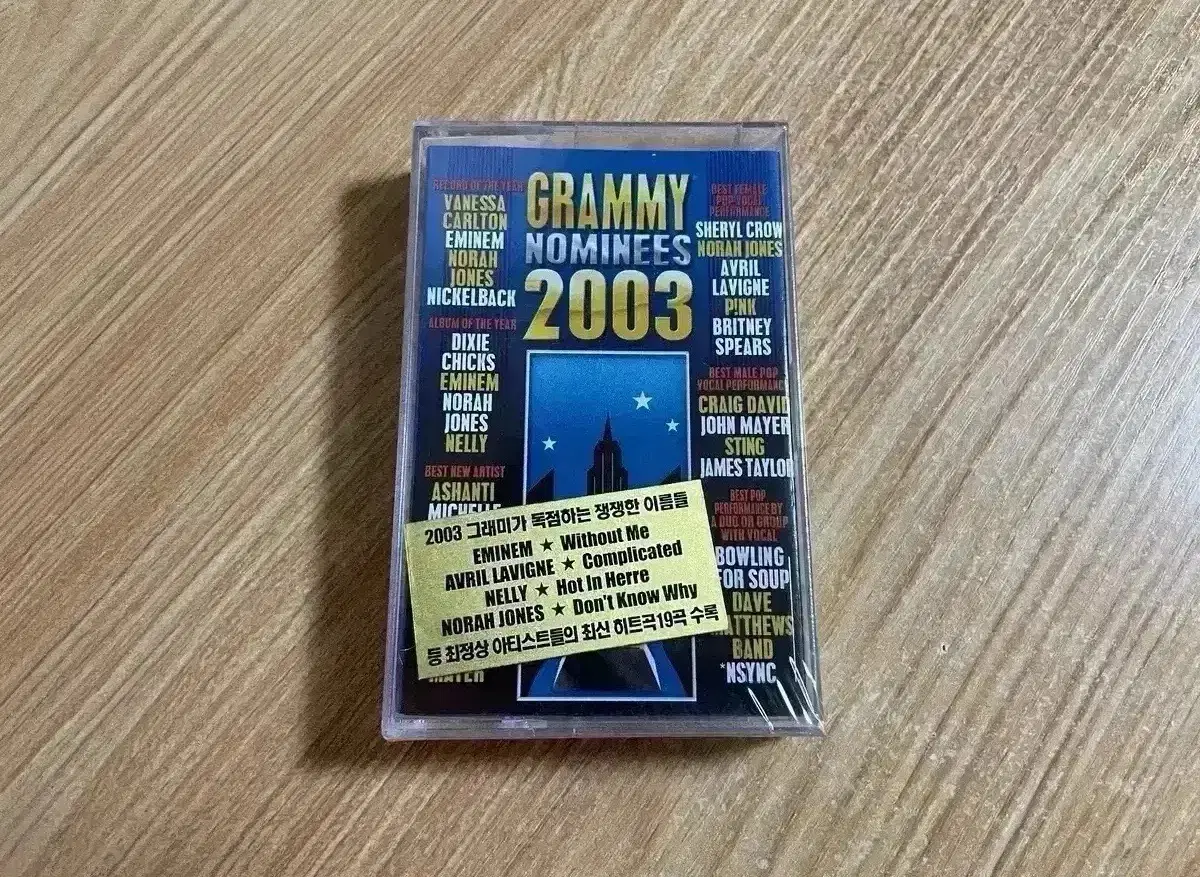 GRAMMY
NOMINEES
2003
RECORD OF THE YEAR
VANESSA
CARLTON
EMINEM
NORAH
JONES
NICKELBACK
ALBUM OF THE YEAR
DIXIE
CHICKS
EMINEM
NORAH
JONES
NELLY
BEST NEW ARTIST
ASHANTI
MICHELLE
MAYER
BEST FEMALE
POP VOCAL
PERFORMANCE
SHERYL CROW
NORAH JONES
AVRIL
LAVIGNE
P!NK
BRITNEY
SPEARS
BEST MALE POP
VOCAL PERFORMANCE
CRAIG DAVID
JOHN MAYER
STING
JAMES TAYLOR
BEST POP
PERFORMANCE BY
A DUO OR GROUP
WITH VOCAL
BOWLING
FOR SOUP
DAVE
MATTHEWS
BAND
*NSYNC
2003 그래미가 독점하는 쟁쟁한 이름들
EMINEM ★ Without Me
AVRIL LAVIGNE ★ Complicated
NELLY ★ Hot In Herre
NORAH JONES ★ Don't Know Why
등 최정상 아티스트들의 최신 히트곡19곡 수록